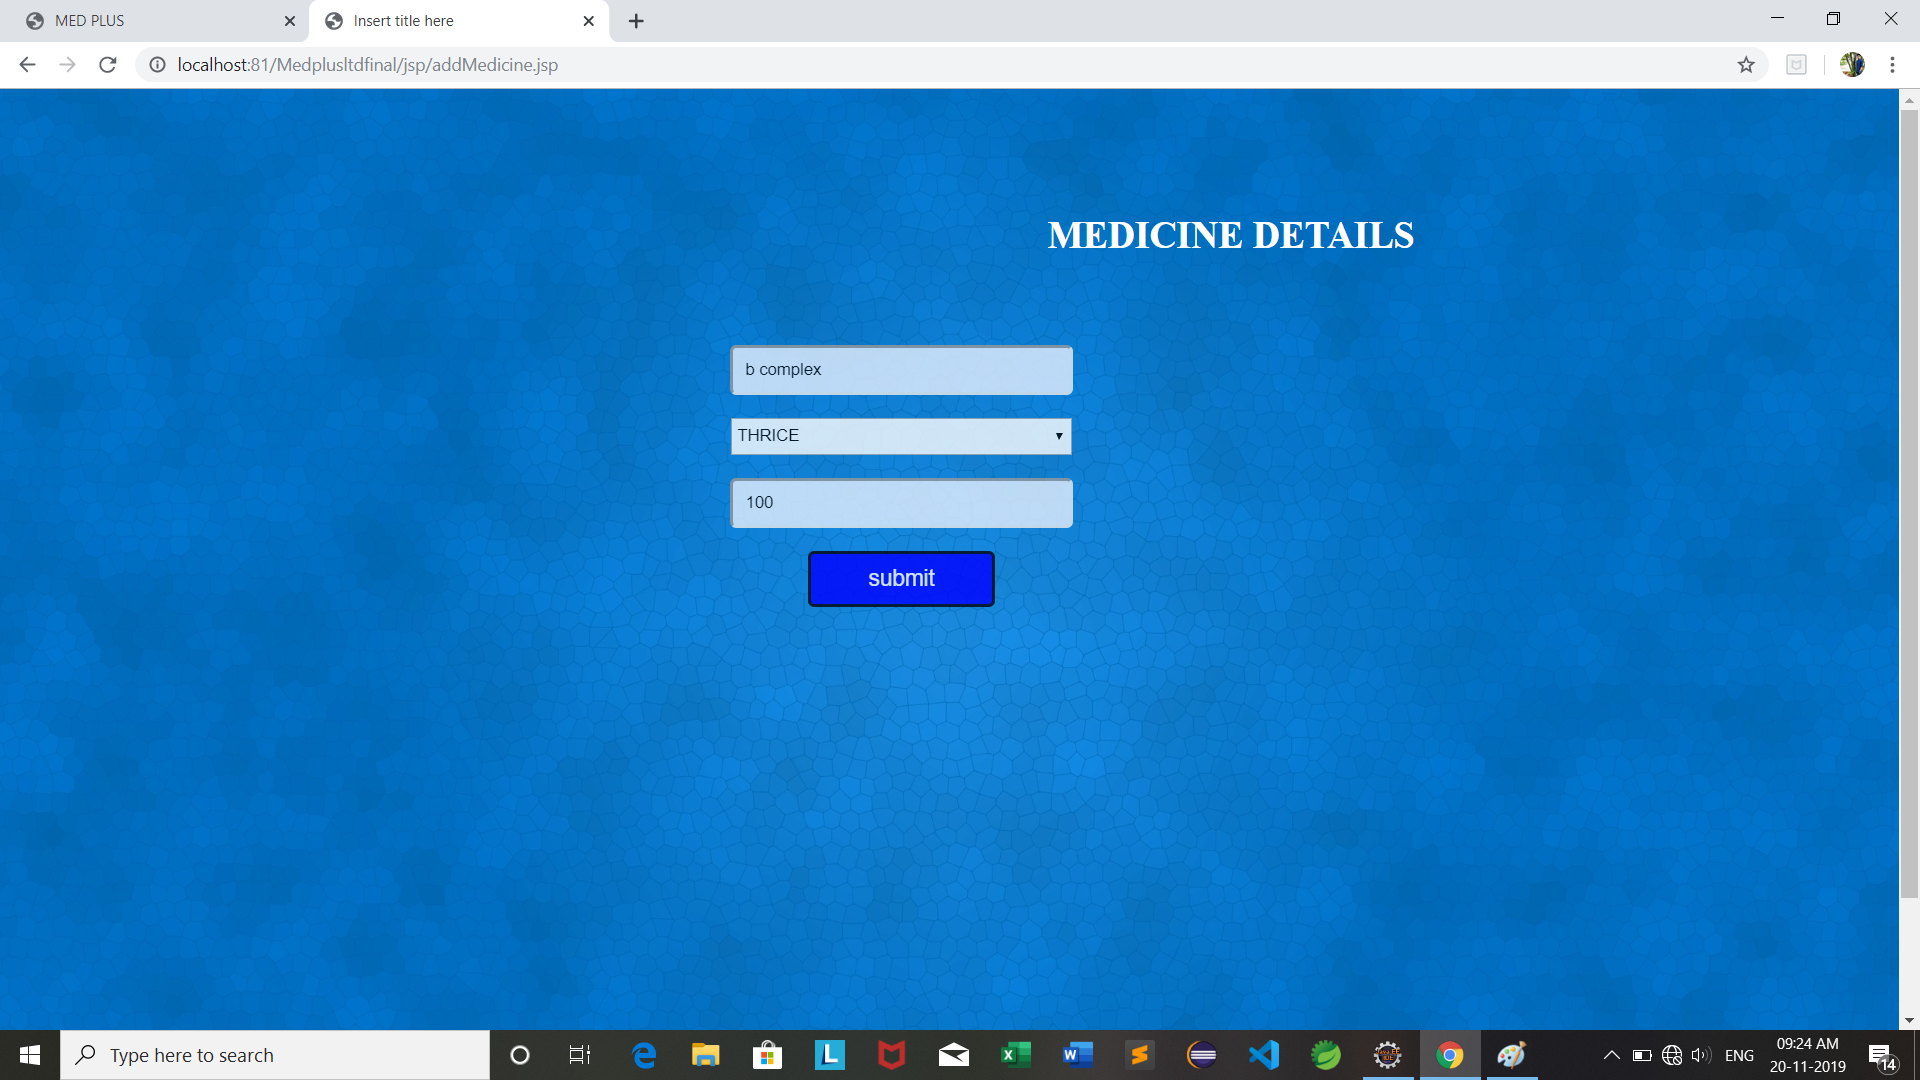 MED PLUS
Insert title here
localhost:81/Medplusltdfinal/jsp/addMedicine.jsp
MEDICINE DETAILS
b complex
THRICE
100
submit
Type here to search
ENG
09:24 AM
20-11-2019
14